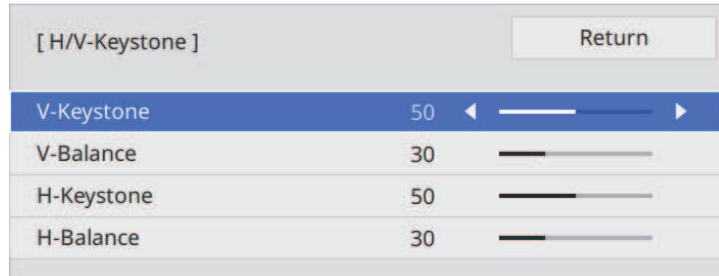 [ H/V-Keystone ] Return
V-Keystone 50
V-Balance 30
H-Keystone 50
H-Balance 30